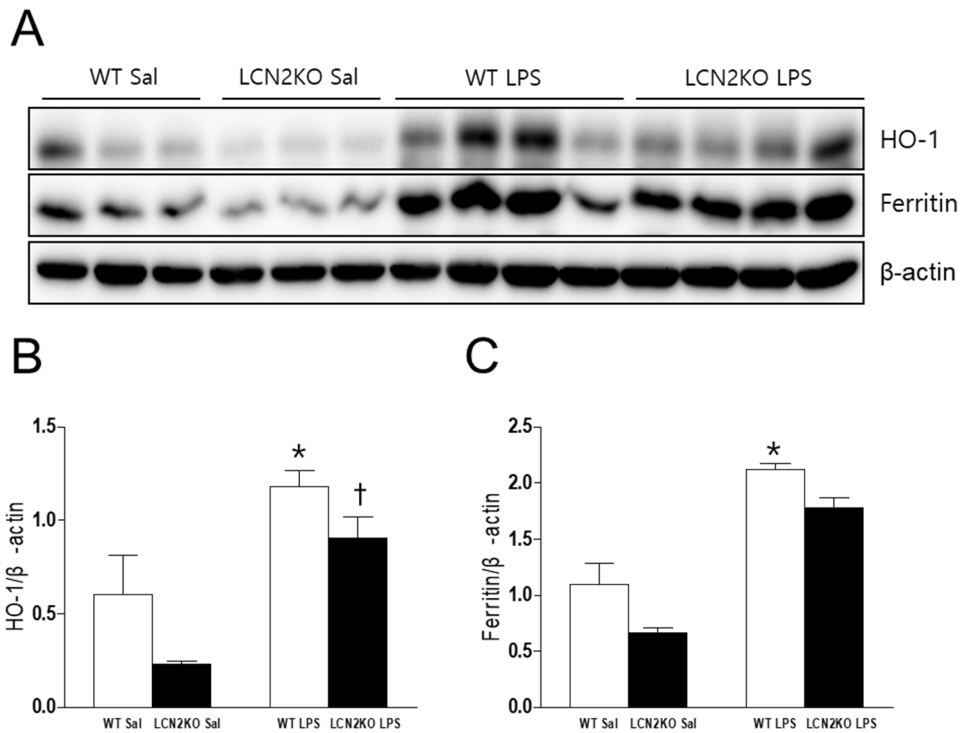 A
WT Sal LCN2KO Sal WT LPS LCN2KO LPS
HO-1
Ferritin
β-actin
B
HO-1/β -actin
1.5
1.0
0.5
0.0
* †
WT Sal LCN2KO Sal WT LPS LCN2KO LPS
C
Ferritin/β -actin
2.5
2.0
1.5
1.0
0.5
0.0
*
WT Sal LCN2KO Sal WT LPS LCN2KO LPS